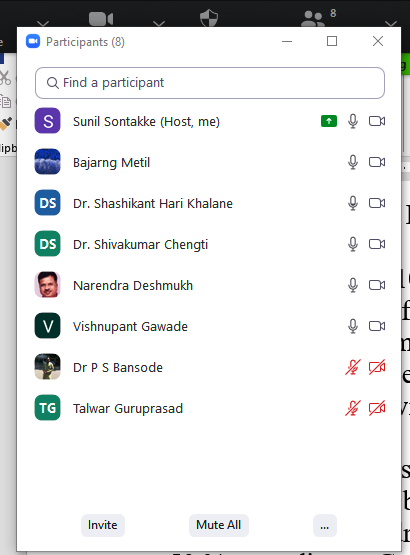 8
Participants (8)
Find a participant
S Sunil Sontakke (Host, me)
Bajarng Metil
DS Dr. Shashikant Hari Khalane
DS Dr. Shivakumar Chengti
Narendra Deshmukh
V Vishnupant Gawade
Dr P S Bansode
TG Talwar Guruprasad
Invite Mute All ...